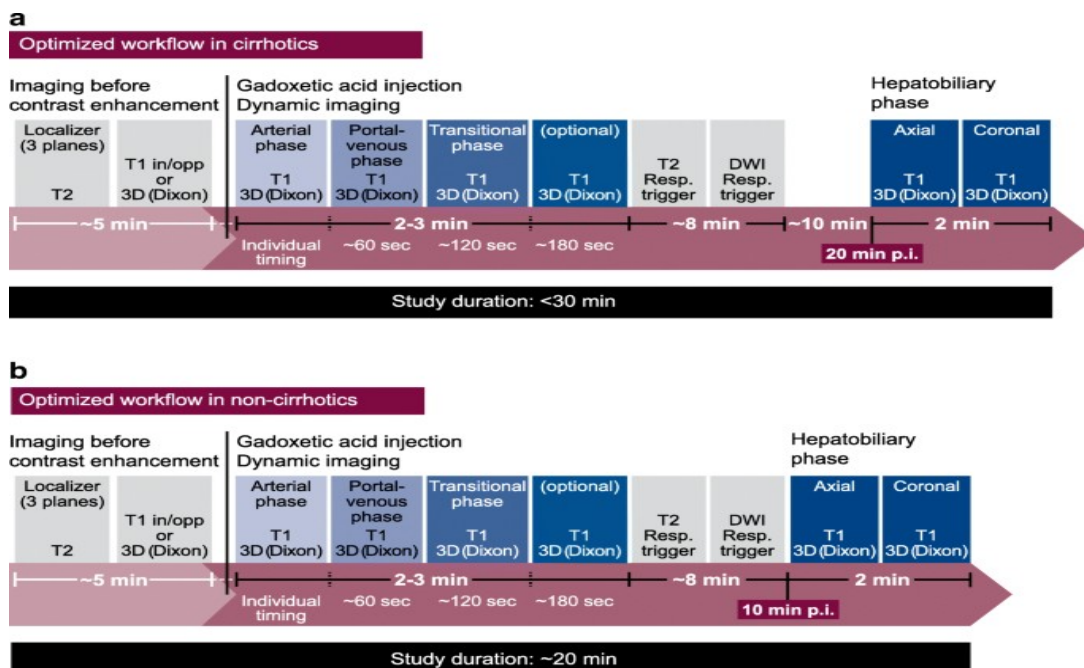 a
Optimized workflow in cirrhotics
Imaging before
contrast enhancement
Gadoxetic acid injection
Dynamic imaging
Hepatobiliary
phase
Localizer
(3 planes)
T2
T1 in/opp
or
3D (Dixon)
Arterial
phase
T1
3D (Dixon)
Portal-
venous
phase
T1
3D (Dixon)
Transitional
phase
T1
3D (Dixon)
(optional)
T1
3D (Dixon)
T2
Resp.
trigger
DWI
Resp.
trigger
Axial
T1
3D (Dixon)
Coronal
T1
3D (Dixon)
~5 min
2-3 min
~8 min
~10 min
2 min
Individual
timing
~60 sec
~120 sec
~180 sec
20 min p.i.
Study duration: <30 min
b
Optimized workflow in non-cirrhotics
Imaging before
contrast enhancement
Gadoxetic acid injection
Dynamic imaging
Hepatobiliary
phase
Localizer
(3 planes)
T2
T1 in/opp
or
3D (Dixon)
Arterial
phase
T1
3D (Dixon)
Portal-
venous
phase
T1
3D (Dixon)
Transitional
phase
T1
3D (Dixon)
(optional)
T1
3D (Dixon)
T2
Resp.
trigger
DWI
Resp.
trigger
Axial
T1
3D (Dixon)
Coronal
T1
3D (Dixon)
~5 min
2-3 min
~8 min
2 min
Individual
timing
~60 sec
~120 sec
~180 sec
10 min p.i.
Study duration: ~20 min